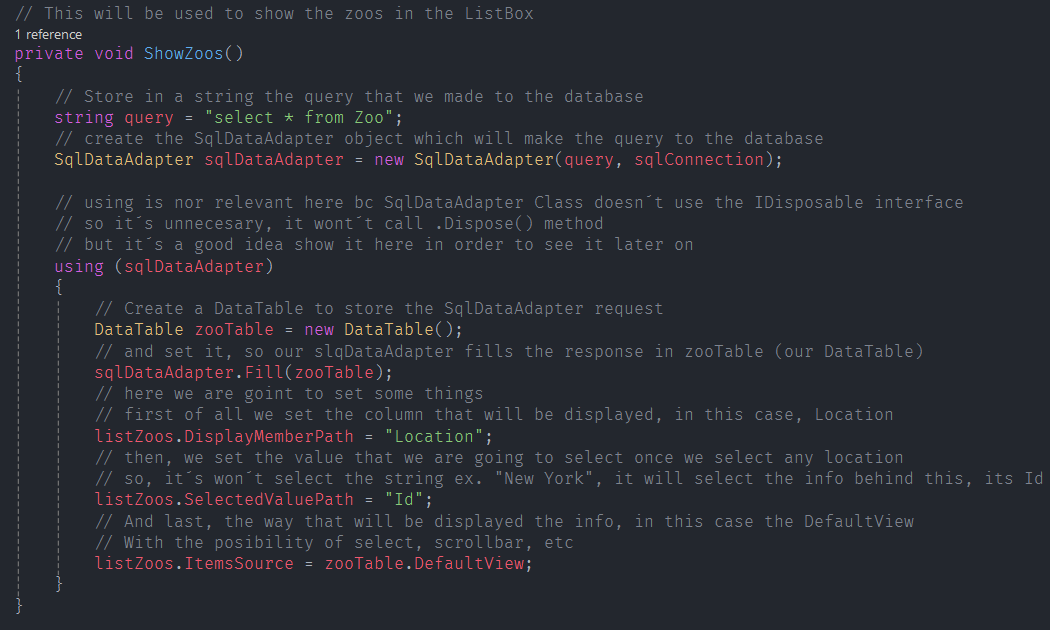 // This will be used to show the zoos in the ListBox
1 reference
private void ShowZoos()
{
// Store in a string the query that we made to the database
string query = "select * from Zoo";
// create the SqlDataAdapter object which will make the query to the database
SqlDataAdapter sqlDataAdapter = new SqlDataAdapter(query, sqlConnection);
// using is nor relevant here bc SqlDataAdapter Class doesn´t use the IDisposable interface
// so it´s unnecesary, it wont´t call .Dispose() method
// but it´s a good idea show it here in order to see it later on
using (sqlDataAdapter)
{
// Create a DataTable to store the SqlDataAdapter request
DataTable zooTable = new DataTable();
// and set it, so our slqDataAdapter fills the response in zooTable (our DataTable)
sqlDataAdapter.Fill(zooTable);
// here we are goint to set some things
// first of all we set the column that will be displayed, in this case, Location
listZoos.DisplayMemberPath = "Location";
// then, we set the value that we are going to select once we select any location
// so, it´s won´t select the string ex. "New York", it will select the info behind this, its Id
listZoos.SelectedValuePath = "Id";
// And last, the way that will be displayed the info, in this case the DefaultView
// With the posibility of select, scrollbar, etc
listZoos.ItemsSource = zooTable.DefaultView;
}
}